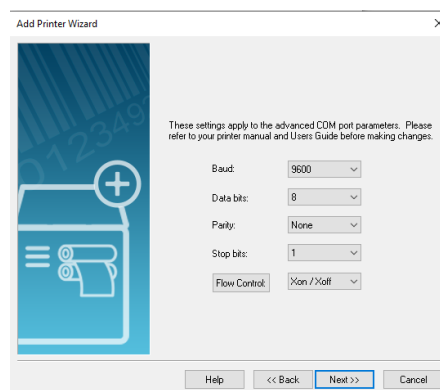 Add Printer Wizard
These settings apply to the advanced COM port parameters. Please
refer to your printer manual and Users Guide before making changes.
Baud: 9600
Data bits: 8
Parity: None
Stop bits: 1
Flow Control: Xon / Xoff
Help << Back Next >> Cancel